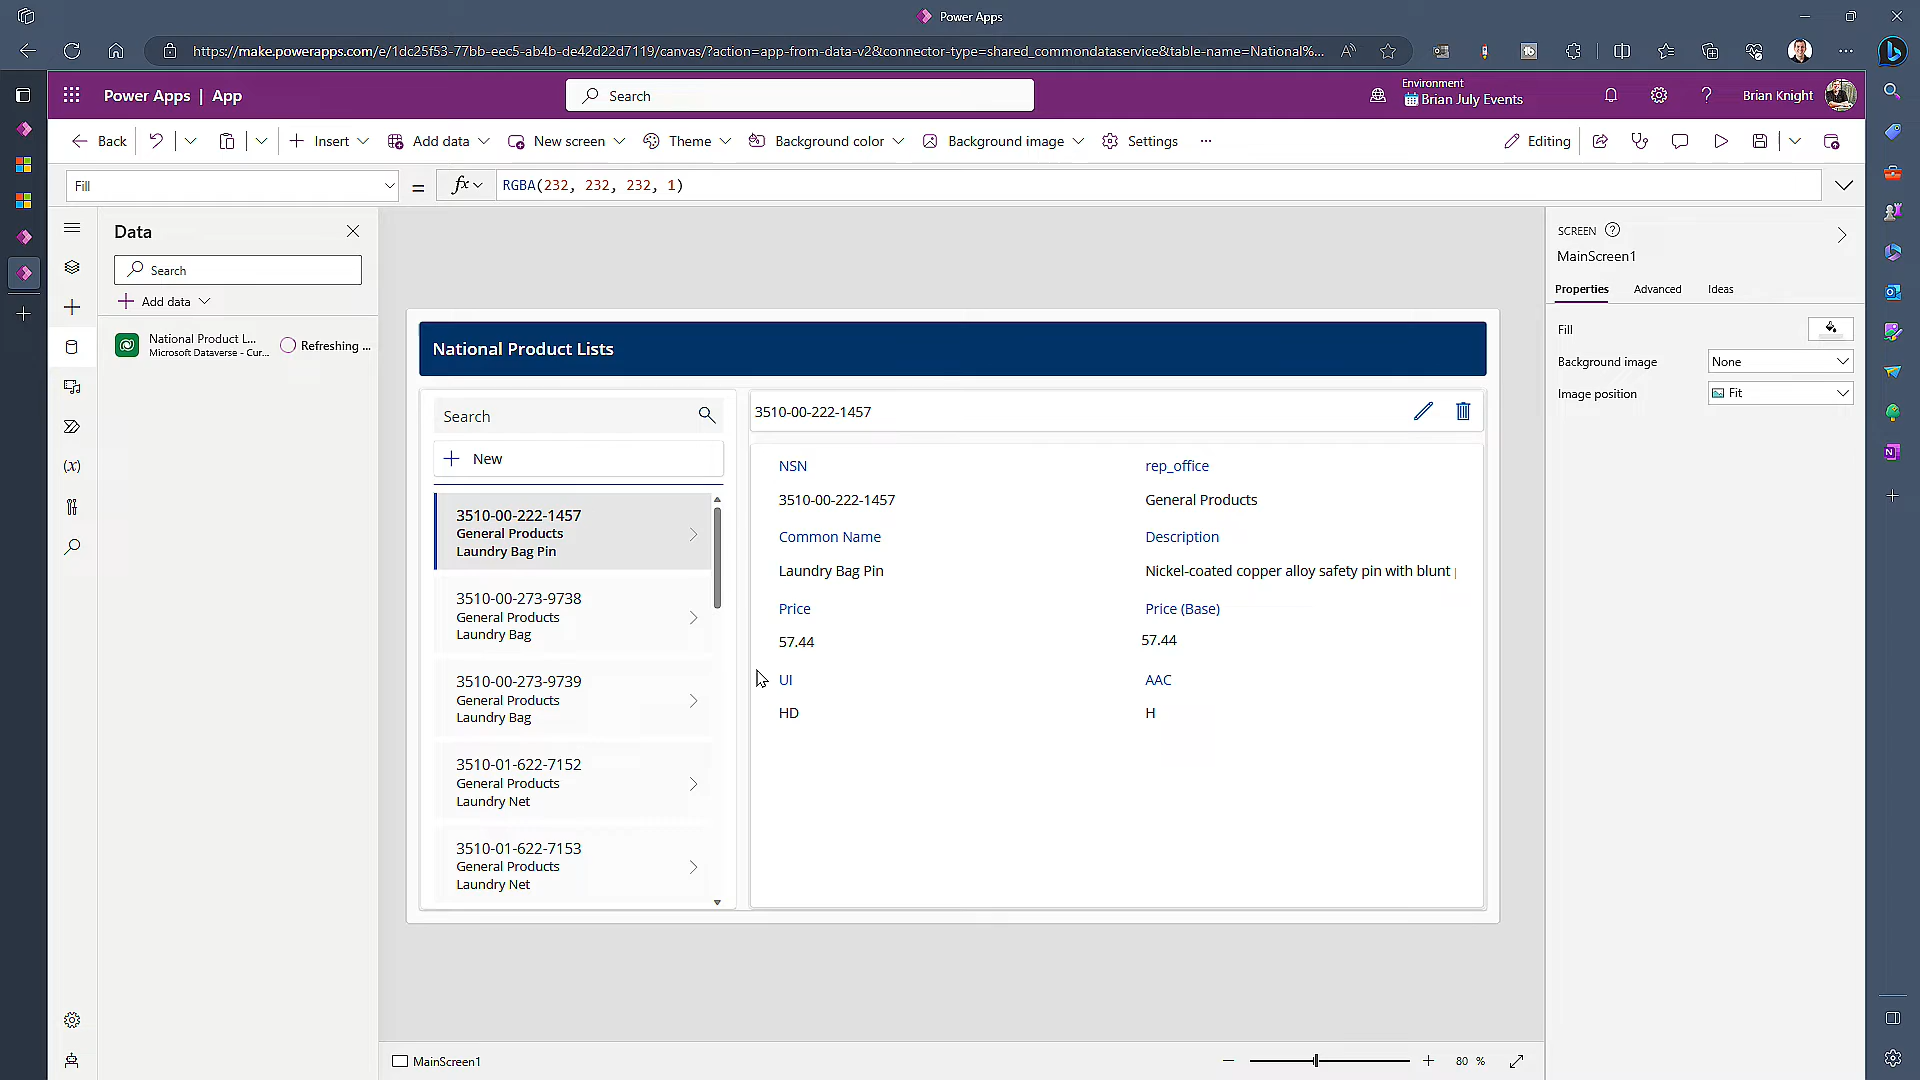 Power Apps
https://make.powerapps.com/e/1dc25f53-77bb-eec5-ab4b-de42d22d7119/canvas/?action=app-from-data-v2&connector-type=shared_commondataservice&table-name=National%...
Power Apps | App
Search
Environment
Brian July Events
Brian Knight
Back
Insert
Add data
New screen
Theme
Background color
Background image
Settings
Editing
Fill
=
fx
RGBA(232, 232, 232, 1)
Data
Search
Add data
National Product L...
Microsoft Dataverse - Cur...
Refreshing ...
National Product Lists
Search
New
3510-00-222-1457
General Products
Laundry Bag Pin
3510-00-273-9738
General Products
Laundry Bag
3510-00-273-9739
General Products
Laundry Bag
3510-01-622-7152
General Products
Laundry Net
3510-01-622-7153
General Products
Laundry Net
3510-00-222-1457
NSN
rep_office
3510-00-222-1457
General Products
Common Name
Description
Laundry Bag Pin
Nickel-coated copper alloy safety pin with blunt
Price
Price (Base)
57.44
57.44
UI
AAC
HD
H
SCREEN
MainScreen1
Properties
Advanced
Ideas
Fill
Background image
None
Image position
Fit
MainScreen1
80 %